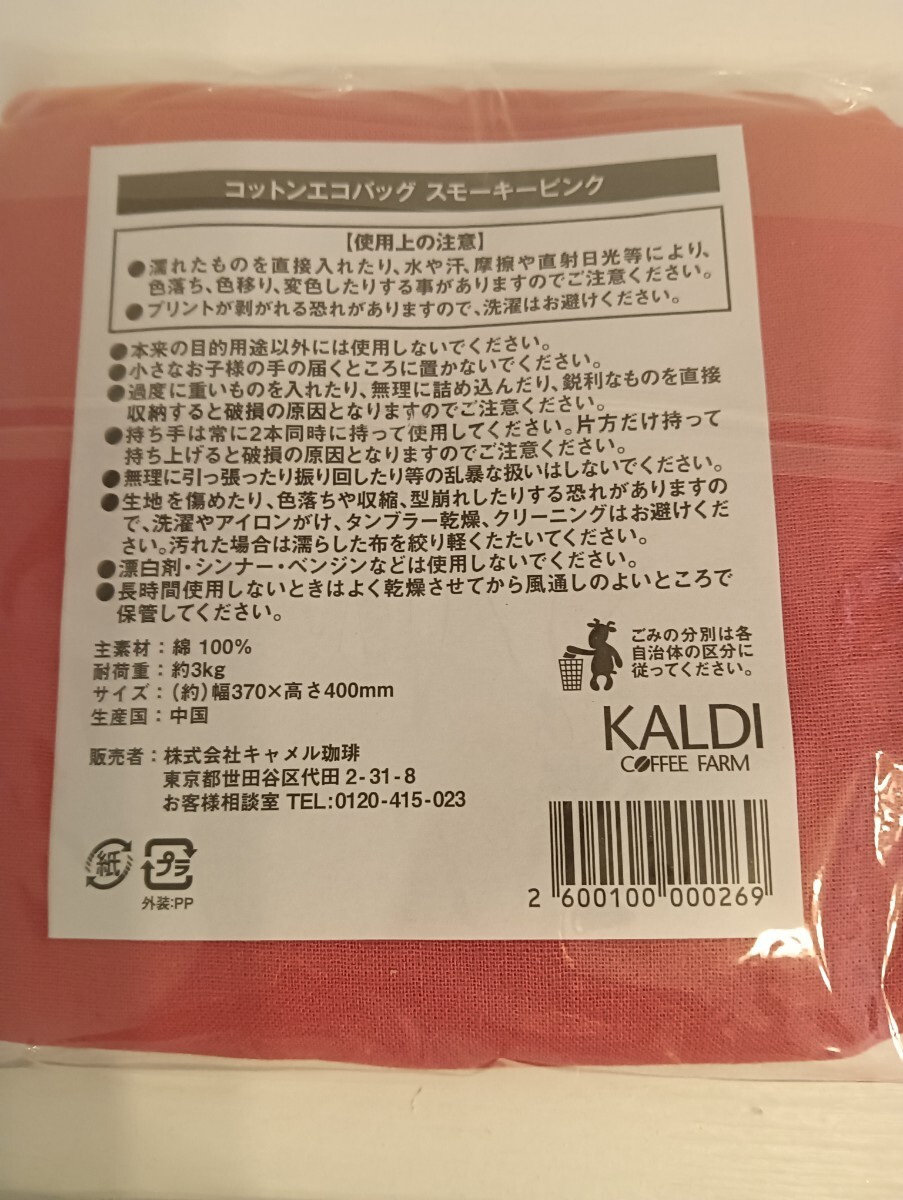 コットンエコバッグ スモーキーピンク
【使用上の注意】
●濡れたものを直接入れたり、水や汗、摩擦や直射日光等により、
色落ち、色移り、変色したりする事がありますのでご注意ください。
●プリントが剥がれる恐れがありますので、洗濯はお避けください。
●本来の目的用途以外には使用しないでください。
●小さなお子様の手の届くところに置かないでください。
●過度に重いものを入れたり、無理に詰め込んだり、鋭利なものを直接
収納すると破損の原因となりますのでご注意ください。
●持ち手は常に2本同時に持って使用してください。片方だけ持って
持ち上げると破損の原因となりますのでご注意ください。
●無理に引っ張ったり振り回したり等の乱暴な扱いはしないでください。
●生地を傷めたり、色落ちや収縮、型崩れしたりする恐れがありますの
で、洗濯やアイロンがけ、タンブラー乾燥、クリーニングはお避けくだ
さい。汚れた場合は濡らした布を絞り軽くたたいてください。
●漂白剤・シンナー・ベンジンなどは使用しないでください。
●長時間使用しないときはよく乾燥させてから風通しのよいところで
保管してください。
主素材：綿 100%
耐荷重：約3kg
サイズ：（約）幅370×高さ400mm
生産国：中国
ごみの分別は各
自治体の区分に
従ってください。
KALDI
COFFEE FARM
販売者：株式会社キャメル珈琲
東京都世田谷区代田 2-31-8
お客様相談室 TEL:0120-415-023
紙
プラ
外装:PP
2 600100 000269